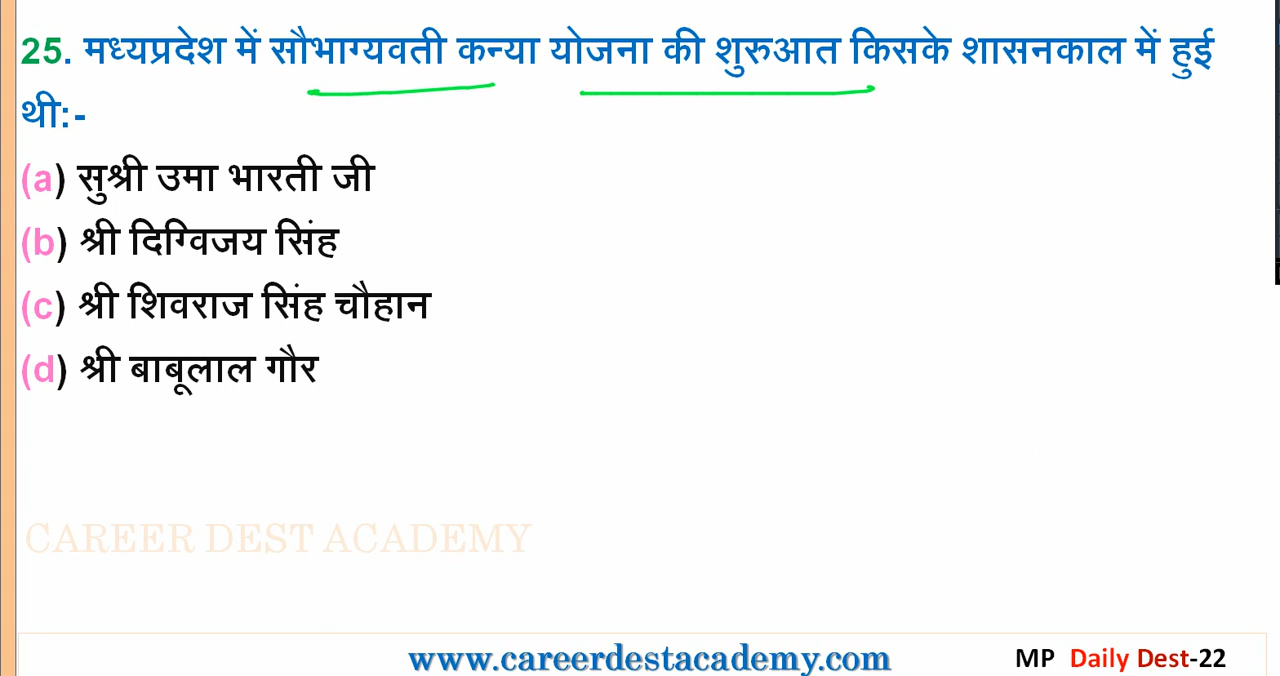 25. मध्यप्रदेश में सौभाग्यवती कन्या योजना की शुरुआत किसके शासनकाल में हुई
थी:-
(a) सुश्री उमा भारती जी
(b) श्री दिग्विजय सिंह
(c) श्री शिवराज सिंह चौहान
(d) श्री बाबूलाल गौर
CAREER DEST ACADEMY
www.careerdestacademy.com
MP Daily Dest-22